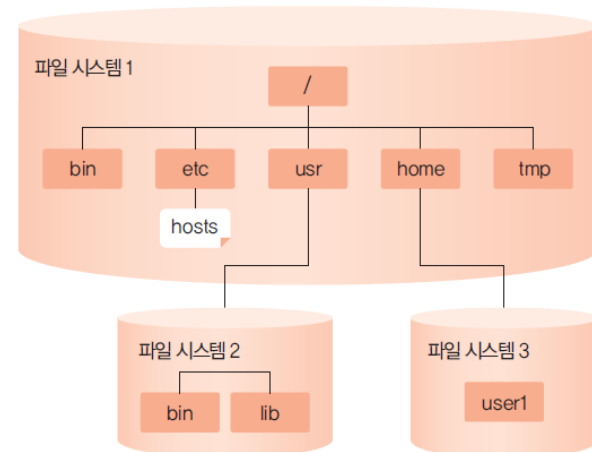 파일 시스템 1
/
bin etc usr home tmp
hosts
파일 시스템 2
bin lib
파일 시스템 3
user1